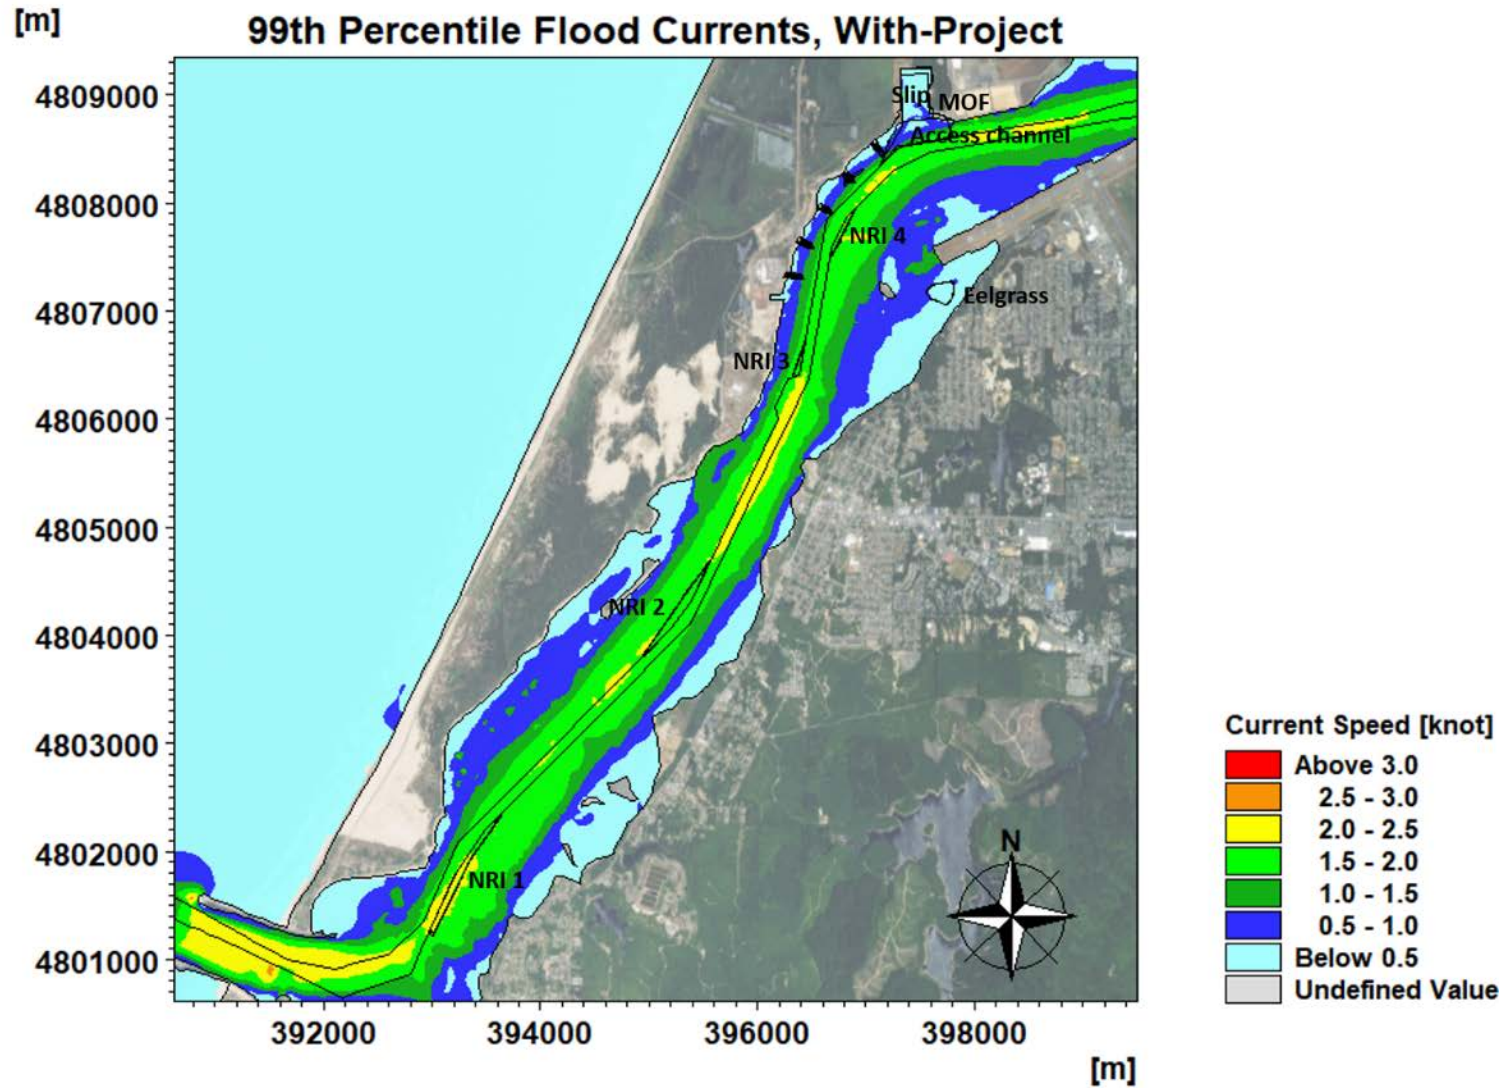 [m]
99th Percentile Flood Currents, With-Project
4809000
4808000
4807000
4806000
4805000
4804000
4803000
4802000
4801000
Slip
MOF
Access channel
NRI 4
Eelgrass
NRI 3
NRI 2
NRI 1
N
392000
394000
396000
398000
[m]
Current Speed [knot]
Above 3.0
2.5 - 3.0
2.0 - 2.5
1.5 - 2.0
1.0 - 1.5
0.5 - 1.0
Below 0.5
Undefined Value